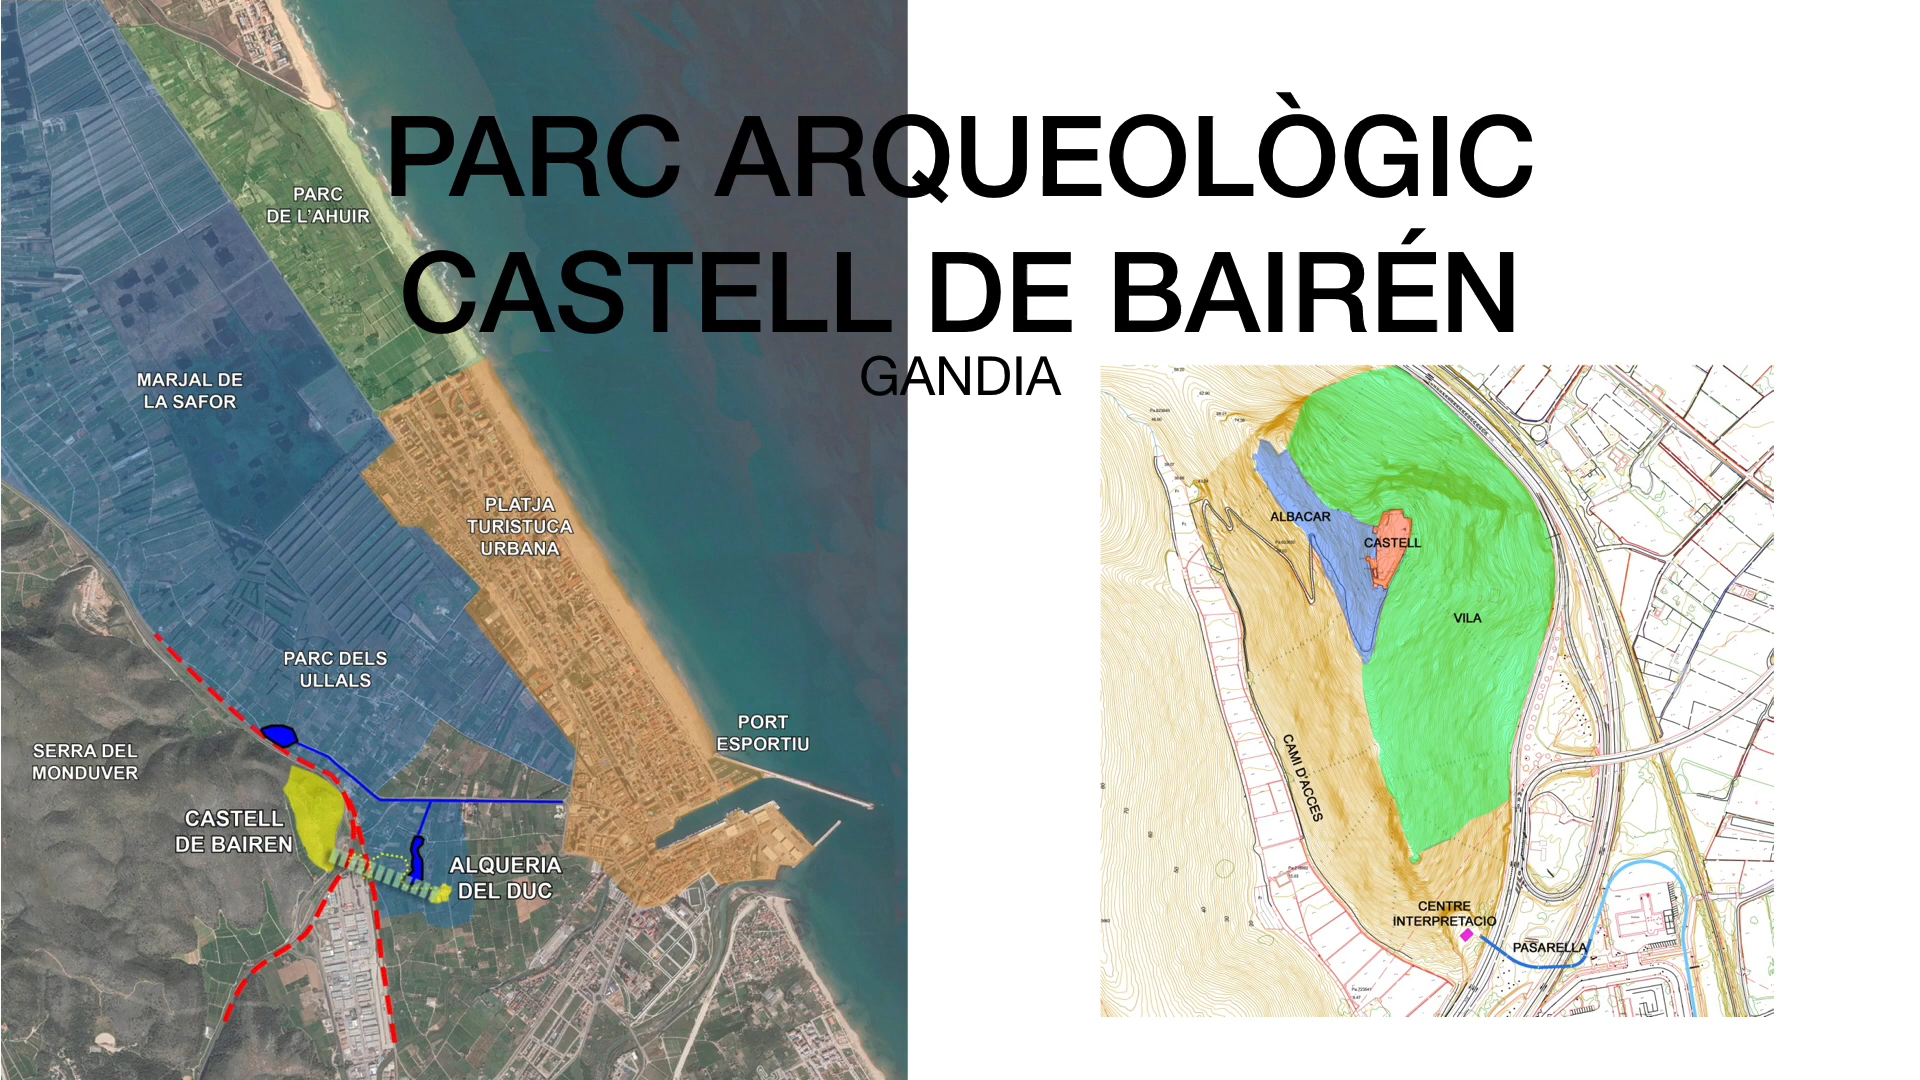 PARC ARQUEOLÒGIC
CASTELL DE BAIRÉN
GANDIA
PARC
DE L'AHUIR
MARJAL DE
LA SAFOR
PLATJA
TURISTUCA
URBANA
PARC DELS
ULLALS
PORT
ESPORTIU
SERRA DEL
MONDUVER
CASTELL
DE BAIREN
ALQUERIA
DEL DUC
ALBACAR
CASTELL
VILA
CAMI D'ACCES
CENTRE
INTERPRETACIO
PASARELLA